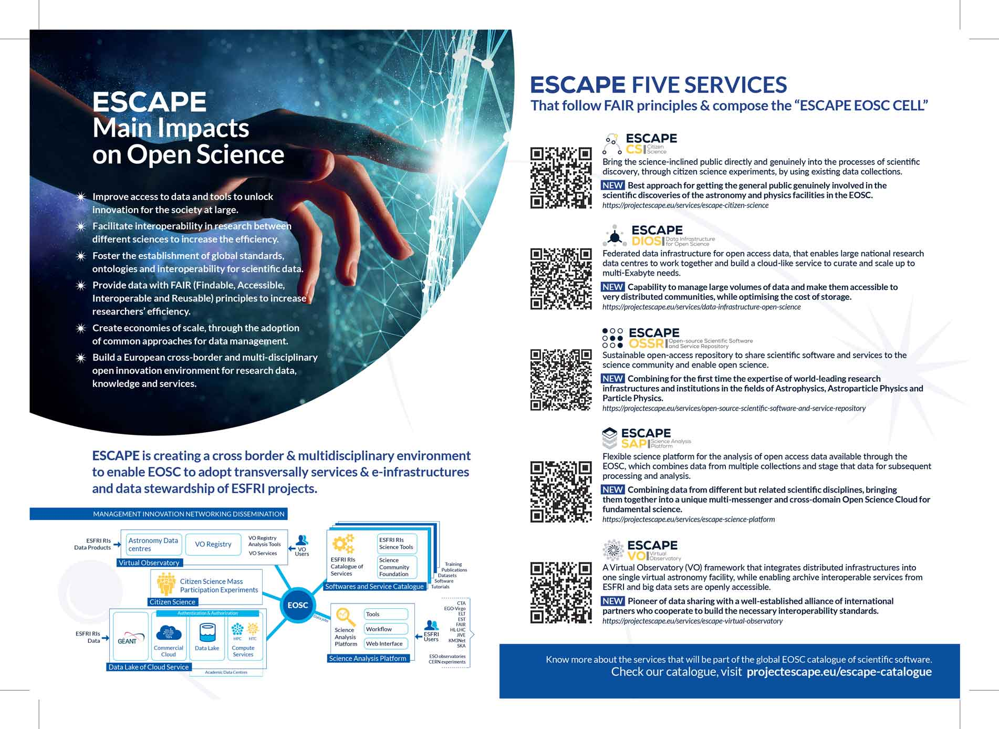 ESCAPE
Main Impacts
on Open Science
Improve access to data and tools to unlock
innovation for the society at large.
Facilitate interoperability in research between
different sciences to increase the efficiency.
Foster the establishment of global standards,
ontologies and interoperability for scientific data.
Provide data with FAIR (Findable, Accessible,
Interoperable and Reusable) principles to increase
researchers’ efficiency.
Create economies of scale, through the adoption
of common approaches for data management.
Build a European cross-border and multi-disciplinary
open innovation environment for research data,
knowledge and services.
ESCAPE is creating a cross border & multidisciplinary environment
to enable EOSC to adopt transversally services & e-infrastructures
and data stewardship of ESFRI projects.
MANAGEMENT INNOVATION NETWORKING DISSEMINATION
ESFRI RIs
Data Products
Astronomy Data
centres
VO Registry
VO Registry
Analysis Tools
VO Services
VO
Users
Virtual Observatory
Citizen Science Mass
Participation Experiments
Citizen Science
Authentication & Authorization
ESFRI RIs
Data
GÉANT
Commercial
Cloud
Data Lake
HPC
HTC
Compute
Services
Data Lake of Cloud Service
Academic Data Centres
EOSC
Data jobs
ESFRI RIs
Catalogue of
Services
ESFRI RIs
Science Tools
Science
Community
Foundation
Softwares and Service Catalogue
Training
Publications
Datasets
Software
Tutorials
Science
Analysis
Platform
Tools
Workflow
Web Interface
Science Analysis Platform
ESFRI
Users
CTA
EGO-Virgo
ELT
EST
FAIR
HL-LHC
JIVE
KM3Net
SKA
ESO observatories
CERN experiments
ESCAPE FIVE SERVICES
That follow FAIR principles & compose the “ESCAPE EOSC CELL”
ESCAPE
CS Citizen
Science
Bring the science-inclined public directly and genuinely into the processes of scientific
discovery, through citizen science experiments, by using existing data collections.
NEW Best approach for getting the general public genuinely involved in the
scientific discoveries of the astronomy and physics facilities in the EOSC.
https://projectescape.eu/services/escape-citizen-science
ESCAPE
DIOS Data Infrastructure
for Open Science
Federated data infrastructure for open access data, that enables large national research
data centres to work together and build a cloud-like service to curate and scale up to
multi-Exabyte needs.
NEW Capability to manage large volumes of data and make them accessible to
very distributed communities, while optimising the cost of storage.
https://projectescape.eu/services/data-infrastructure-open-science
ESCAPE
OSSR Open-source Scientific Software
and Service Repository
Sustainable open-access repository to share scientific software and services to the
science community and enable open science.
NEW Combining for the first time the expertise of world-leading research
infrastructures and institutions in the fields of Astrophysics, Astroparticle Physics and
Particle Physics.
https://projectescape.eu/services/open-source-scientific-software-and-service-repository
ESCAPE
SAP Science Analysis
Platform
Flexible science platform for the analysis of open access data available through the
EOSC, which combines data from multiple collections and stage that data for subsequent
processing and analysis.
NEW Combining data from different but related scientific disciplines, bringing
them together into a unique multi-messenger and cross-domain Open Science Cloud for
fundamental science.
https://projectescape.eu/services/escape-science-platform
ESCAPE
VO Virtual
Observatory
A Virtual Observatory (VO) framework that integrates distributed infrastructures into
one single virtual astronomy facility, while enabling archive interoperable services from
ESFRI and big data sets are openly accessible.
NEW Pioneer of data sharing with a well-established alliance of international
partners who cooperate to build the necessary interoperability standards.
https://projectescape.eu/services/escape-virtual-observatory
Know more about the services that will be part of the global EOSC catalogue of scientific software.
Check our catalogue, visit projectescape.eu/escape-catalogue